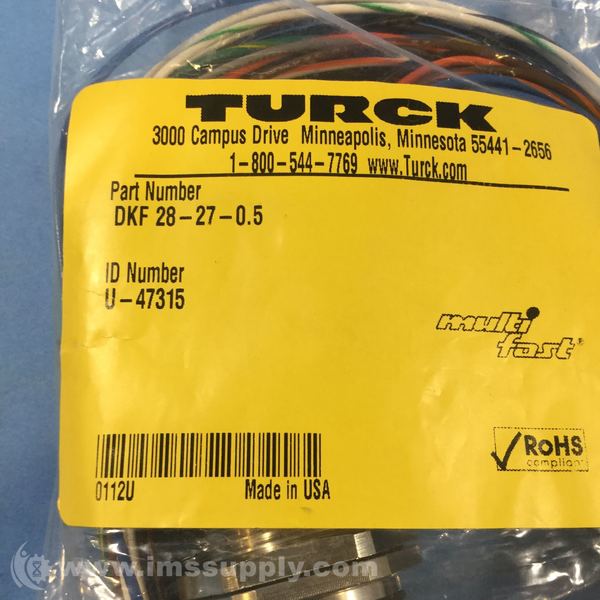 TURCK
3000 Campus Drive Minneapolis, Minnesota 55441-2656
1-800-544-7769 www.Turck.com
Part Number
DKF 28-27-0.5
ID Number
U-47315
multi
fast®
RoHS
compliant
0112U Made in USA
www.imssupply.com